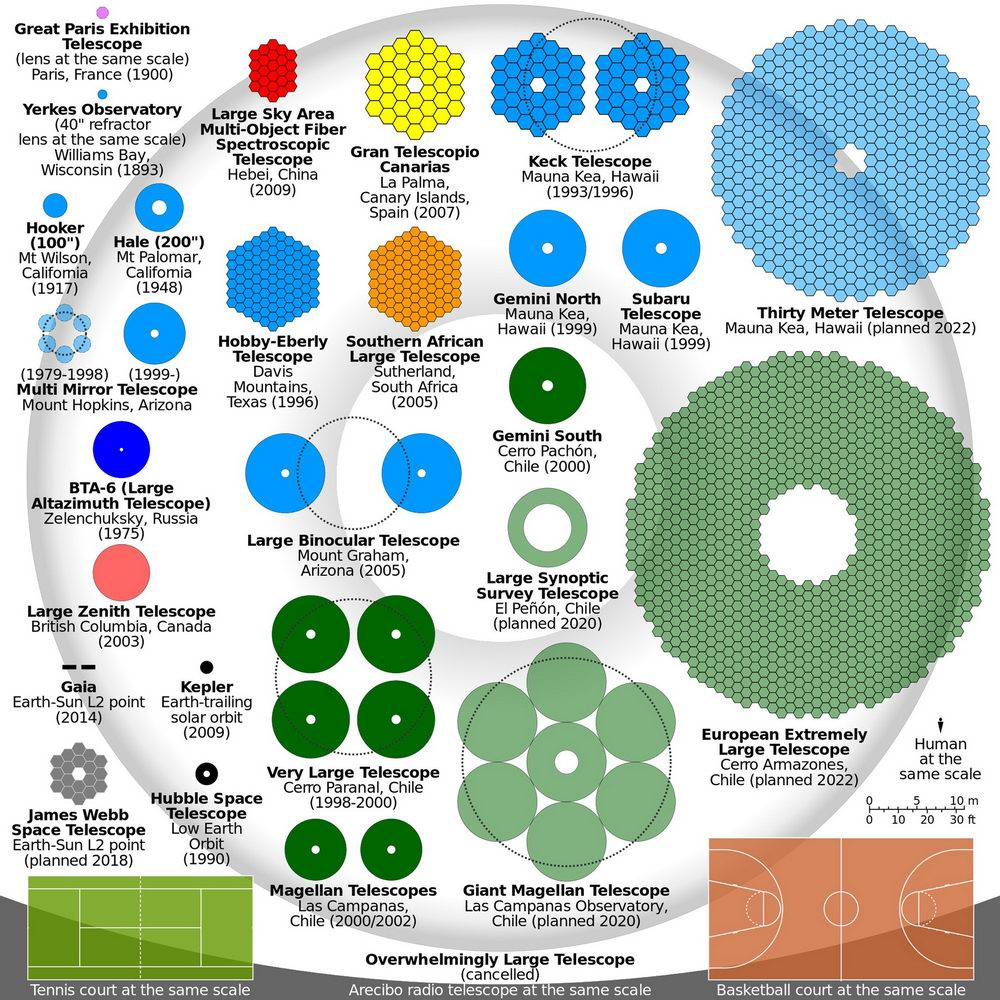 Great Paris Exhibition
Telescope
(lens at the same scale)
Paris, France (1900)
Yerkes Observatory
(40" refractor
lens at the same scale)
Williams Bay,
Wisconsin (1893)
Hooker
(100")
Mt Wilson,
California
(1917)
Hale (200")
Mt Palomar,
California
(1948)
(1979-1998)
(1999-)
Multi Mirror Telescope
Mount Hopkins, Arizona
BTA-6 (Large
Altazimuth Telescope)
Zelenchuksky, Russia
(1975)
Large Zenith Telescope
British Columbia, Canada
(2003)
Gaia
Earth-Sun L2 point
(2014)
Kepler
Earth-trailing
solar orbit
(2009)
James Webb
Space Telescope
Earth-Sun L2 point
(planned 2018)
Hubble Space
Telescope
Low Earth
Orbit
(1990)
Tennis court at the same scale
Large Sky Area
Multi-Object Fiber
Spectroscopic
Telescope
Hebei, China
(2009)
Gran Telescopio
Canarias
La Palma,
Canary Islands,
Spain (2007)
Hobby-Eberly
Telescope
Davis
Mountains,
Texas (1996)
Southern African
Large Telescope
Sutherland,
South Africa
(2005)
Large Binocular Telescope
Mount Graham,
Arizona (2005)
Very Large Telescope
Cerro Paranal, Chile
(1998-2000)
Magellan Telescopes
Las Campanas,
Chile (2000/2002)
Keck Telescope
Mauna Kea, Hawaii
(1993/1996)
Gemini North
Mauna Kea,
Hawaii (1999)
Subaru
Telescope
Mauna Kea,
Hawaii (1999)
Gemini South
Cerro Pachón,
Chile (2000)
Large Synoptic
Survey Telescope
El Peñón, Chile
(planned 2020)
Giant Magellan Telescope
Las Campanas Observatory,
Chile (planned 2020)
Overwhelmingly Large Telescope
(cancelled)
Arecibo radio telescope at the same scale
Thirty Meter Telescope
Mauna Kea, Hawaii (planned 2022)
European Extremely
Large Telescope
Cerro Armazones,
Chile (planned 2022)
Human
at the
same scale
0 5 10 m
0 10 20 30 ft
Basketball court at the same scale